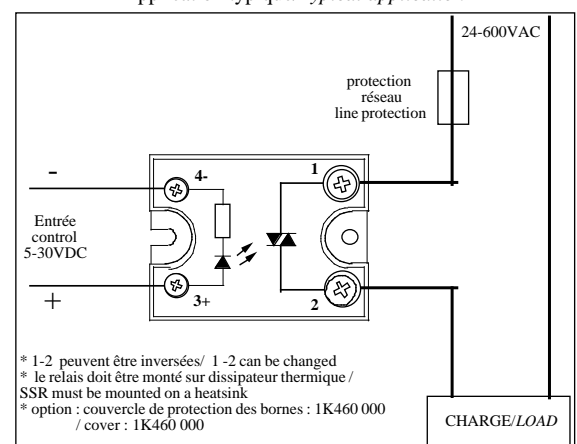 24-600VAC
protection
réseau
line protection
-
4-
1
Entrée
control
5-30VDC
+
3+
2
* 1-2 peuvent être inversées/ 1 -2 can be changed
* le relais doit être monté sur dissipateur thermique /
SSR must be mounted on a heatsink
* option : couvercle de protection des bornes : 1K460 000
/ cover : 1K460 000
CHARGE/LOAD